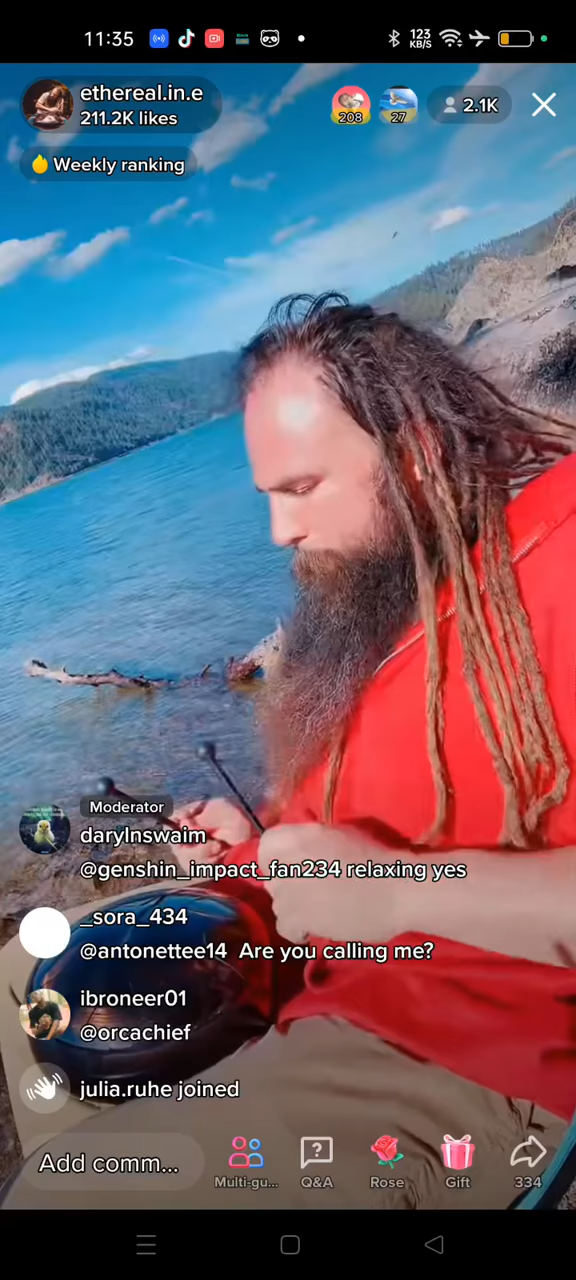 11:35
123
KB/S
ethereal.in.e
211.2K likes
208
27
2.1K
Weekly ranking
Moderator
darylnswaim
@genshin_impact_fan234 relaxing yes
_sora_434
@antonettee14 Are you calling me?
ibroneer01
@orcachief
julia.ruhe joined
Add comm...
Multi-gu...
Q&A
Rose
Gift
334